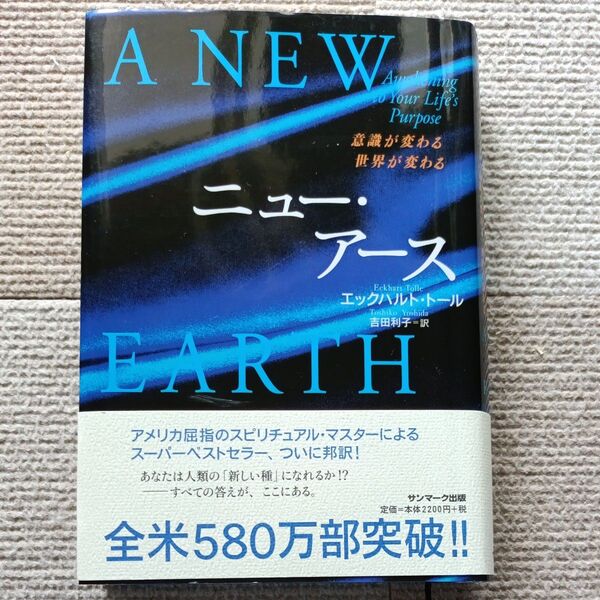 A NEW
Awakening
to Your Life's
Purpose
意識が変わる
世界が変わる
ニュー・
アース
Eckhart Tolle
エックハルト・トール
Toshiko Yoshida
吉田利子=訳
EARTH
アメリカ屈指のスピリチュアル・マスターによる
スーパーベストセラー、ついに邦訳！
あなたは人類の「新しい種」になれるか!?
——すべての答えが、ここにある。
サンマーク出版
定価=本体2200円+税
全米580万部突破!!